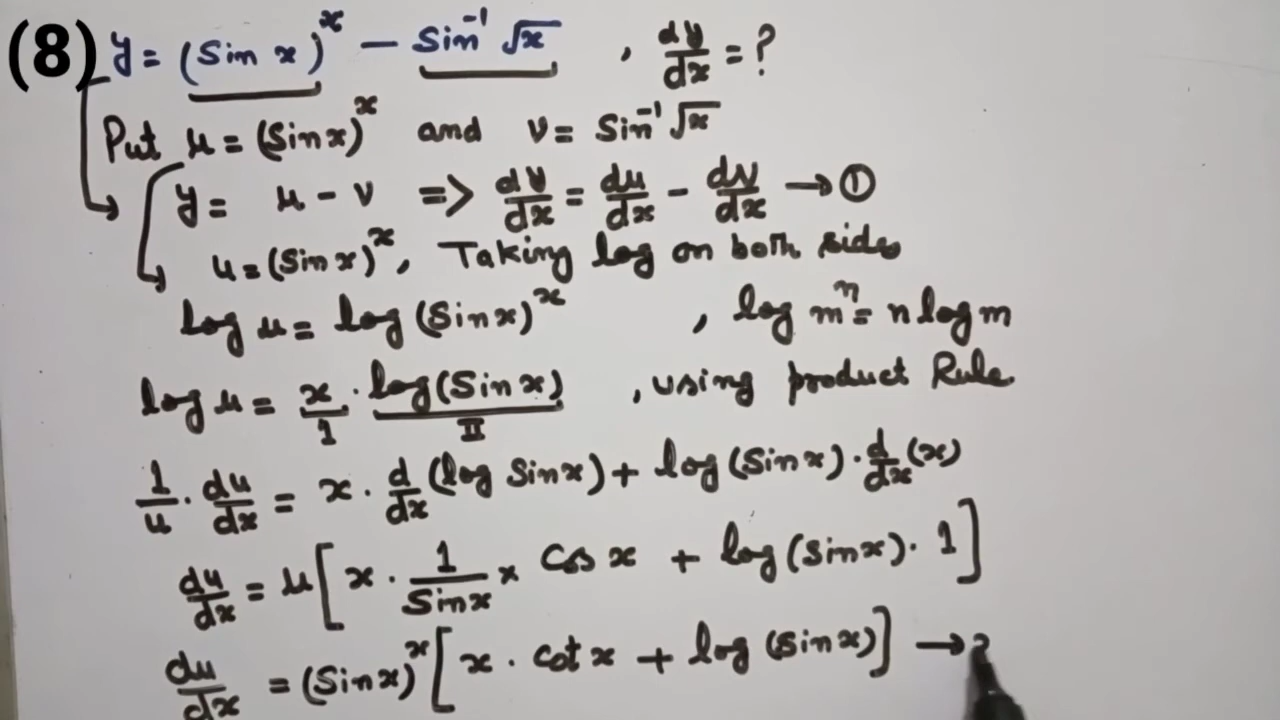 (8) y = (Sin x)^x − Sin⁻¹ √x , dy/dx = ?
Put u = (Sin x)^x and v = Sin⁻¹ √x
y = u − v => dy/dx = du/dx − dv/dx → ①
u = (Sin x)^x, Taking log on both side
log u = log (Sin x)^x , log m^n = n log m
log u = x/1 · log (Sin x)/II , using product Rule
1/u · du/dx = x · d/dx (log Sin x) + log (Sin x) · d/dx (x)
du/dx = u [x · 1/Sin x × Cos x + log (Sin x) · 1]
du/dx = (Sin x)^x [x · Cot x + log (Sin x)] →